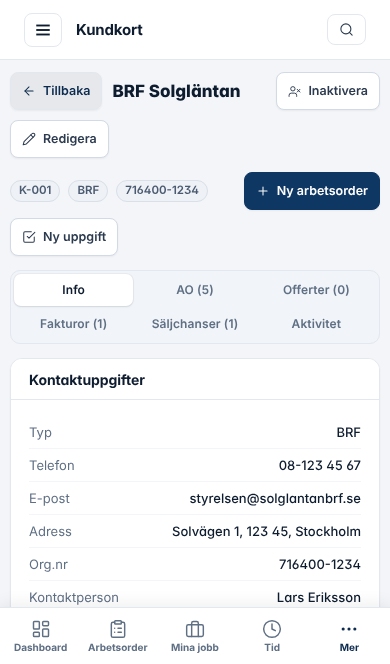 Kundkort
Tillbaka
BRF Solgläntan
Inaktivera
Redigera
K-001
BRF
716400-1234
Ny arbetsorder
Ny uppgift
Info
AO (5)
Offerter (0)
Fakturor (1)
Säljchanser (1)
Aktivitet
Kontaktuppgifter
Typ BRF
Telefon 08-123 45 67
E-post styrelsen@solglantanbrf.se
Adress Solvägen 1, 123 45, Stockholm
Org.nr 716400-1234
Kontaktperson Lars Eriksson
Dashboard
Arbetsorder
Mina jobb
Tid
Mer